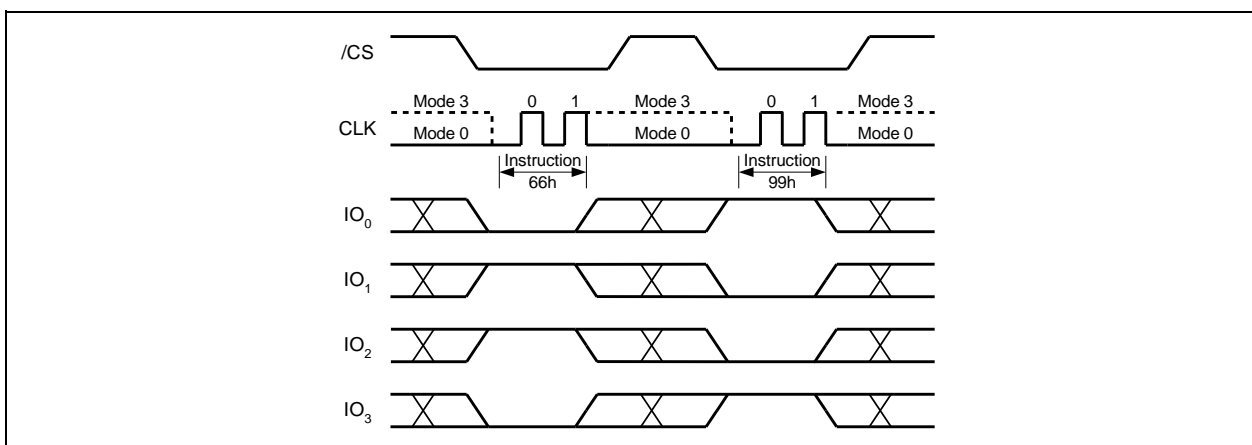 /CS
Mode 3 0 1 Mode 3 0 1 Mode 3
CLK
Mode 0 Mode 0 Mode 0
Instruction Instruction
66h 99h
IO0
IO1
IO2
IO3